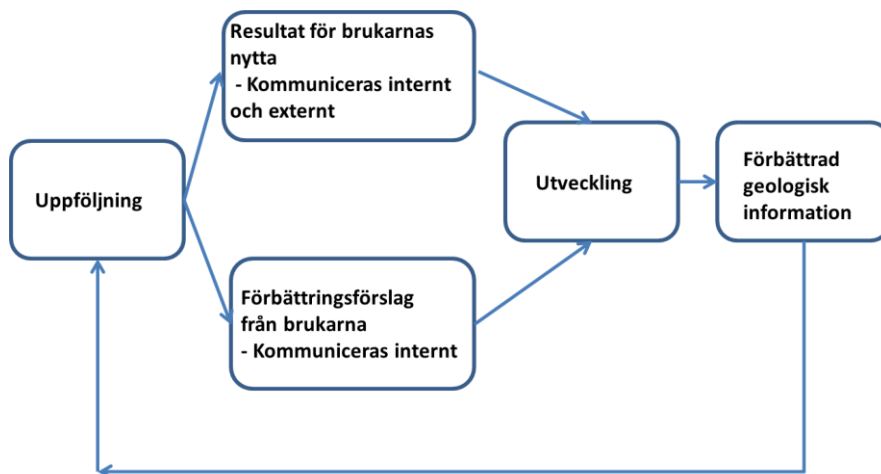 Resultat för brukarnas
nytta
- Kommuniceras internt
och externt
Uppföljning
Utveckling
Förbättrad
geologisk
information
Förbättringsförslag
från brukarna
- Kommuniceras internt